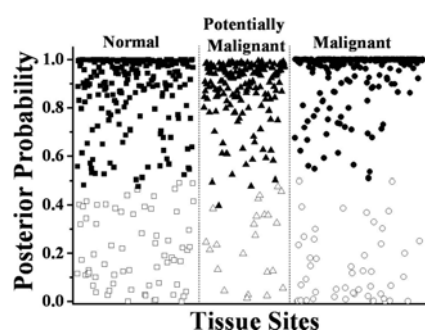 Potentially
Normal Malignant Malignant
1.0
0.8
0.6
0.4
0.2
0.0
Posterior Probability
Tissue Sites